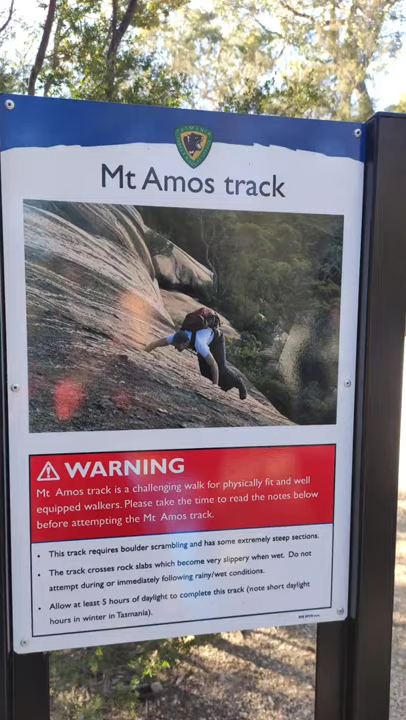 TASMANIA
Mt Amos track
WARNING
Mt Amos track is a challenging walk for physically fit and well
equipped walkers. Please take the time to read the notes below
before attempting the Mt Amos track.
• This track requires boulder scrambling and has some extremely steep sections.
• The track crosses rock slabs which become very slippery when wet. Do not
attempt during or immediately following rainy/wet conditions.
• Allow at least 5 hours of daylight to complete this track (note short daylight
hours in winter in Tasmania).